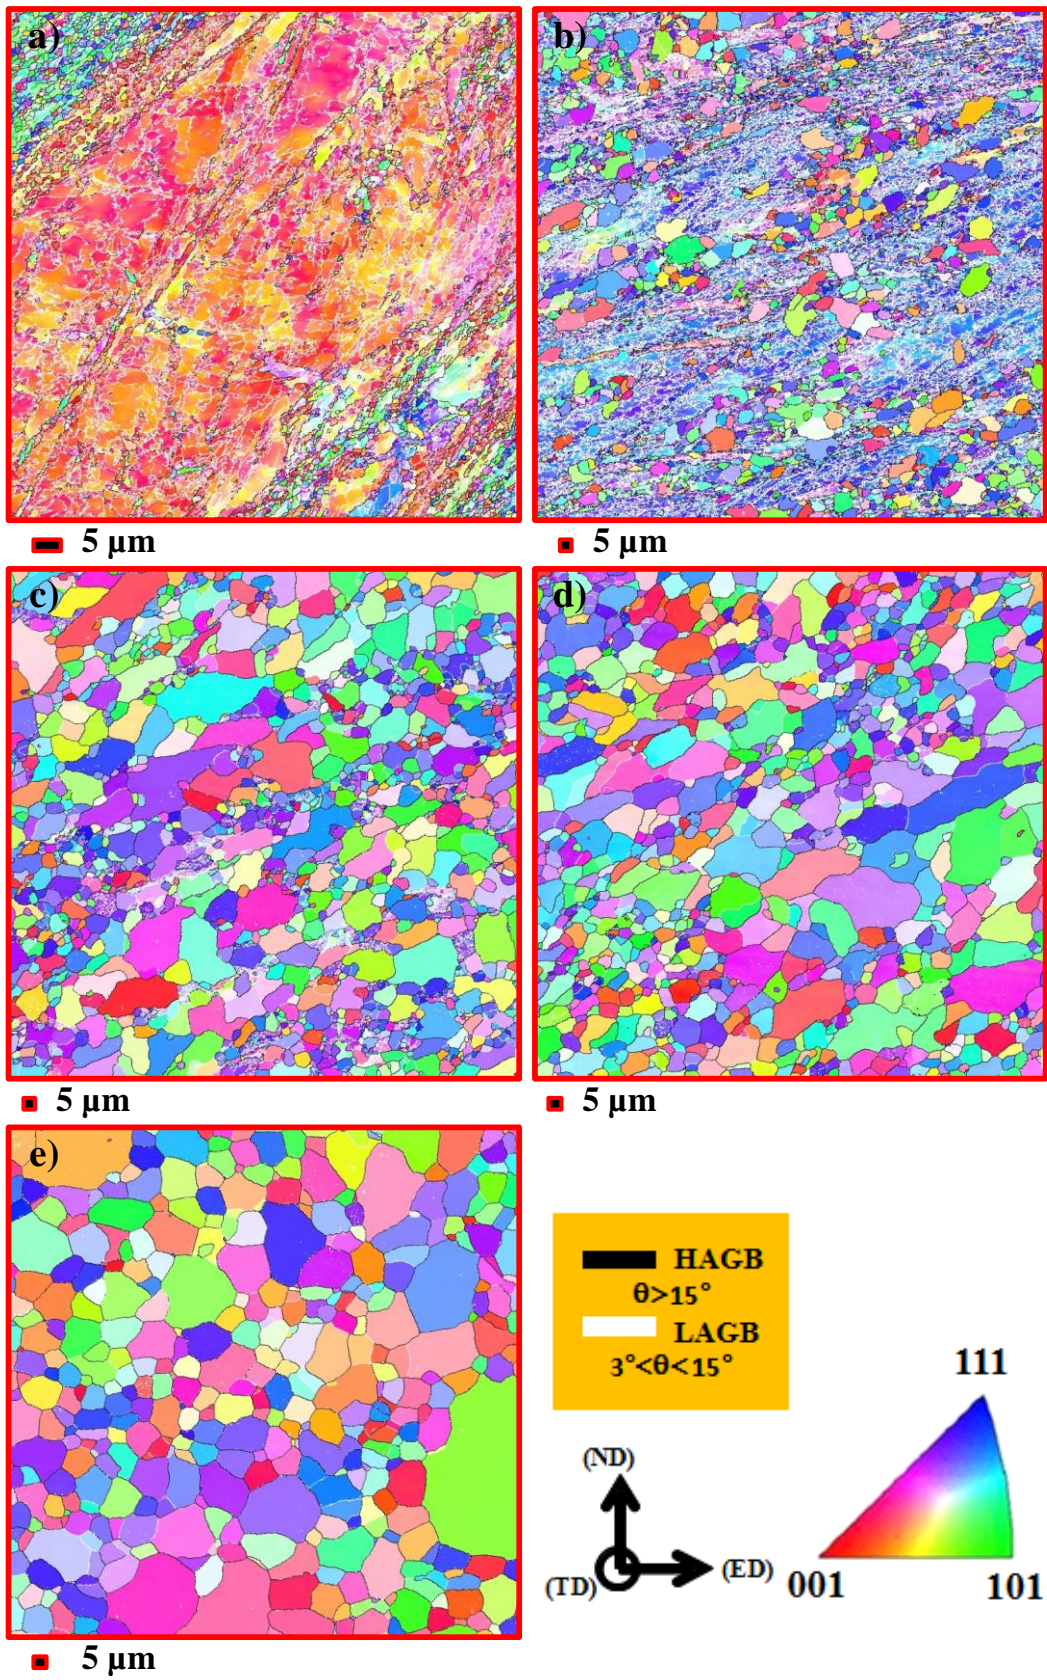 a)
b)
5 µm
5 µm
c)
d)
5 µm
5 µm
e)
HAGB
θ>15°
LAGB
3°<θ<15°
111
(ND)
(TD)
(ED)
001
101
5 µm